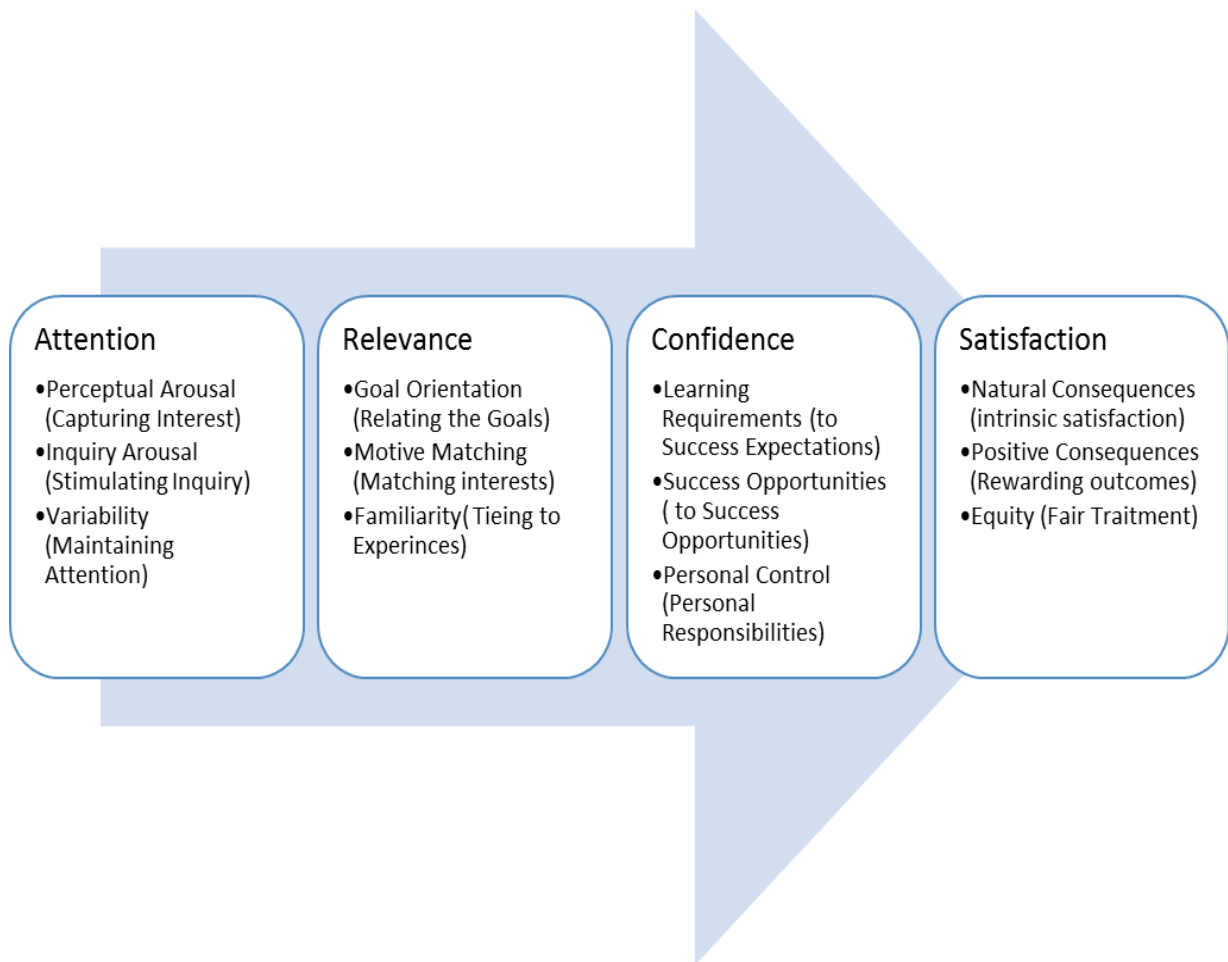 Attention
•Perceptual Arousal
(Capturing Interest)
•Inquiry Arousal
(Stimulating Inquiry)
•Variability
(Maintaining
Attention)
Relevance
•Goal Orientation
(Relating the Goals)
•Motive Matching
(Matching interests)
•Familiarity( Tieing to
Experinces)
Confidence
•Learning
Requirements (to
Success Expectations)
•Success Opportunities
( to Success
Opportunities)
•Personal Control
(Personal
Responsibilities)
Satisfaction
•Natural Consequences
(intrinsic satisfaction)
•Positive Consequences
(Rewarding outcomes)
•Equity (Fair Traitment)